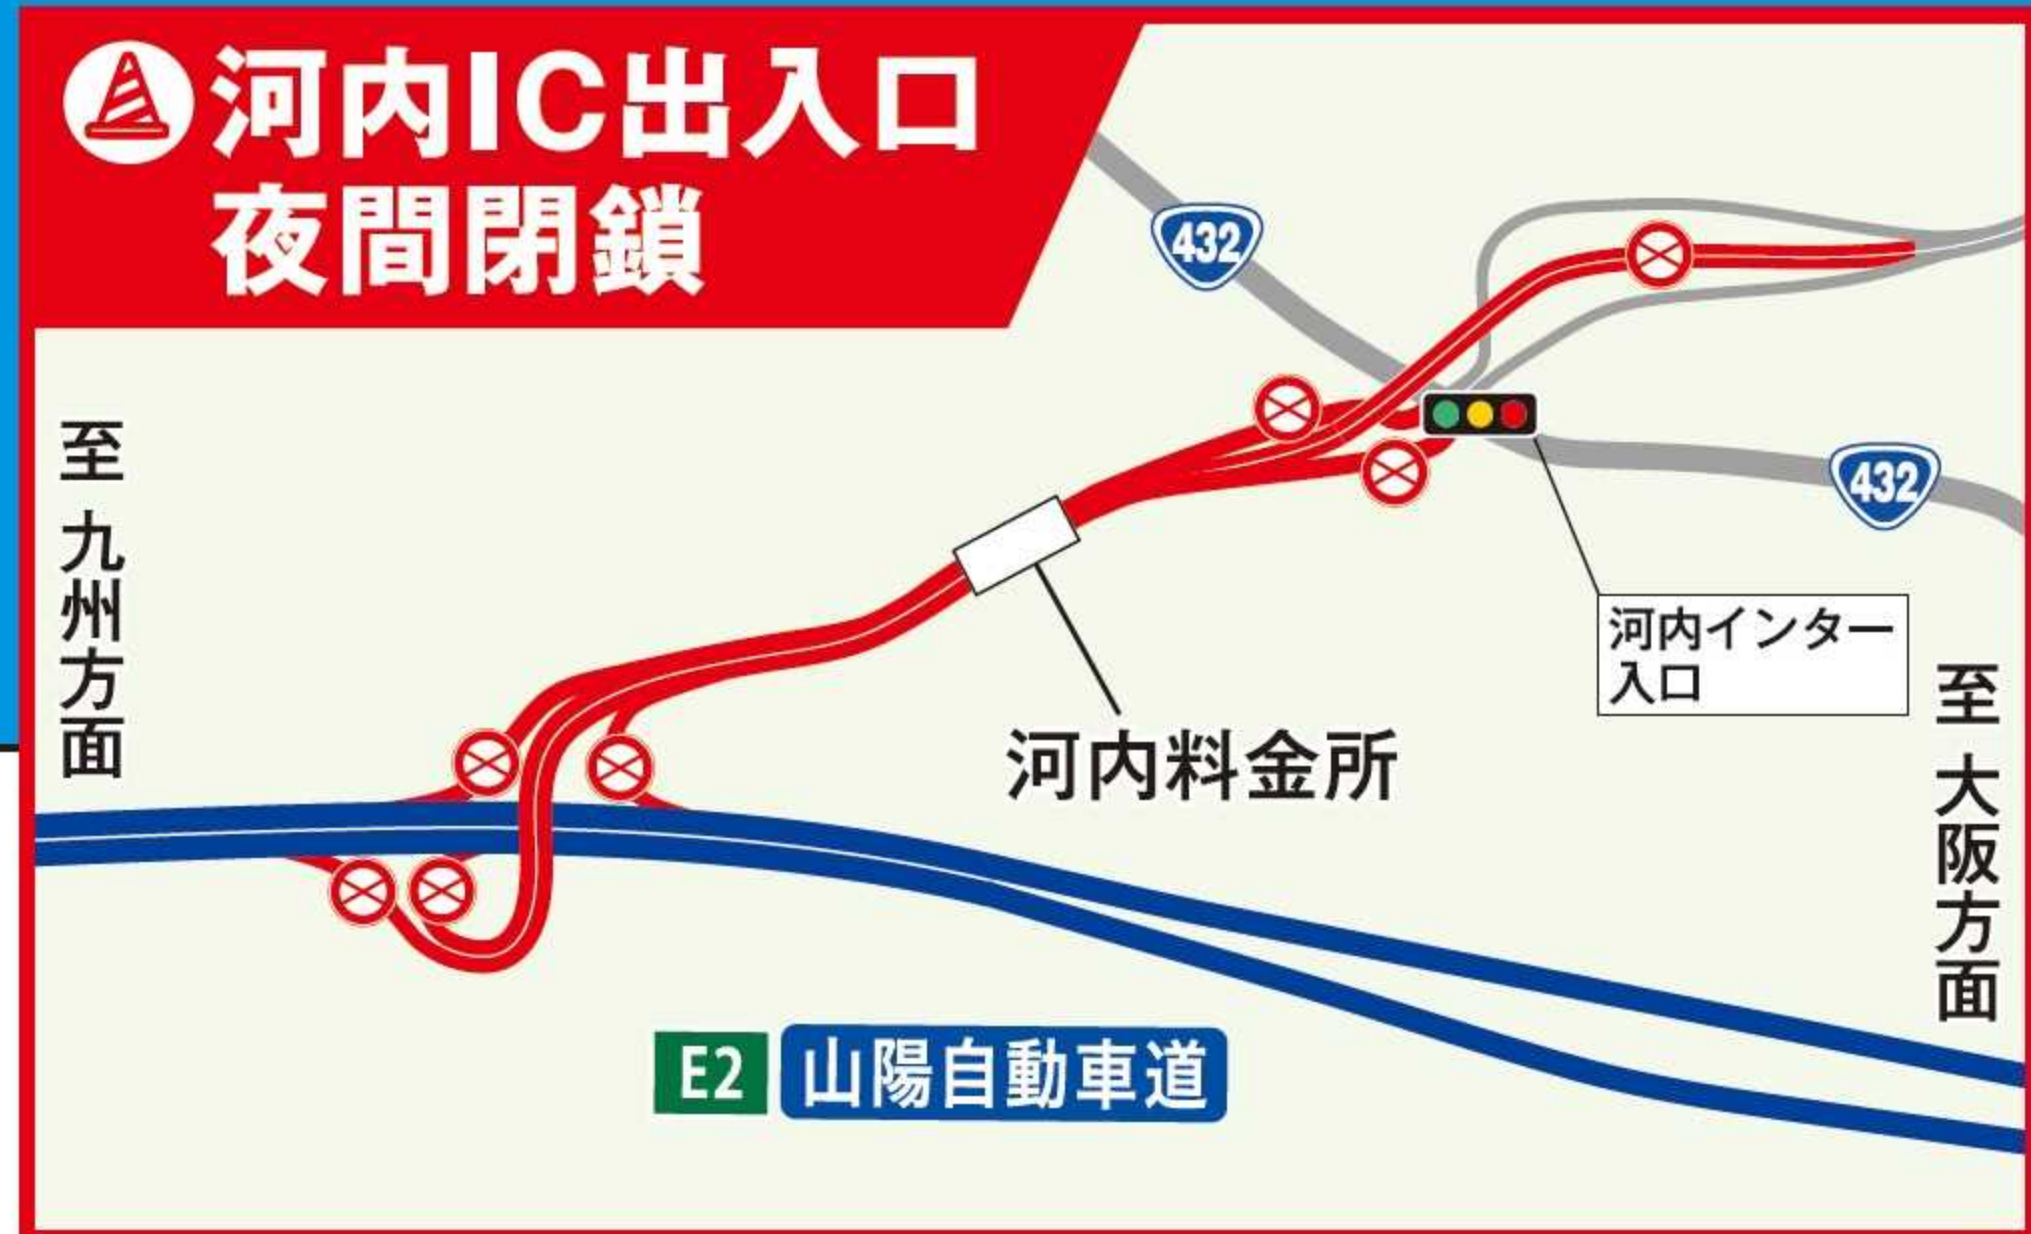 河内IC出入口
夜間閉鎖
432
432
至 九州方面
河内インター
入口
河内料金所
至 大阪方面
E2 山陽自動車道